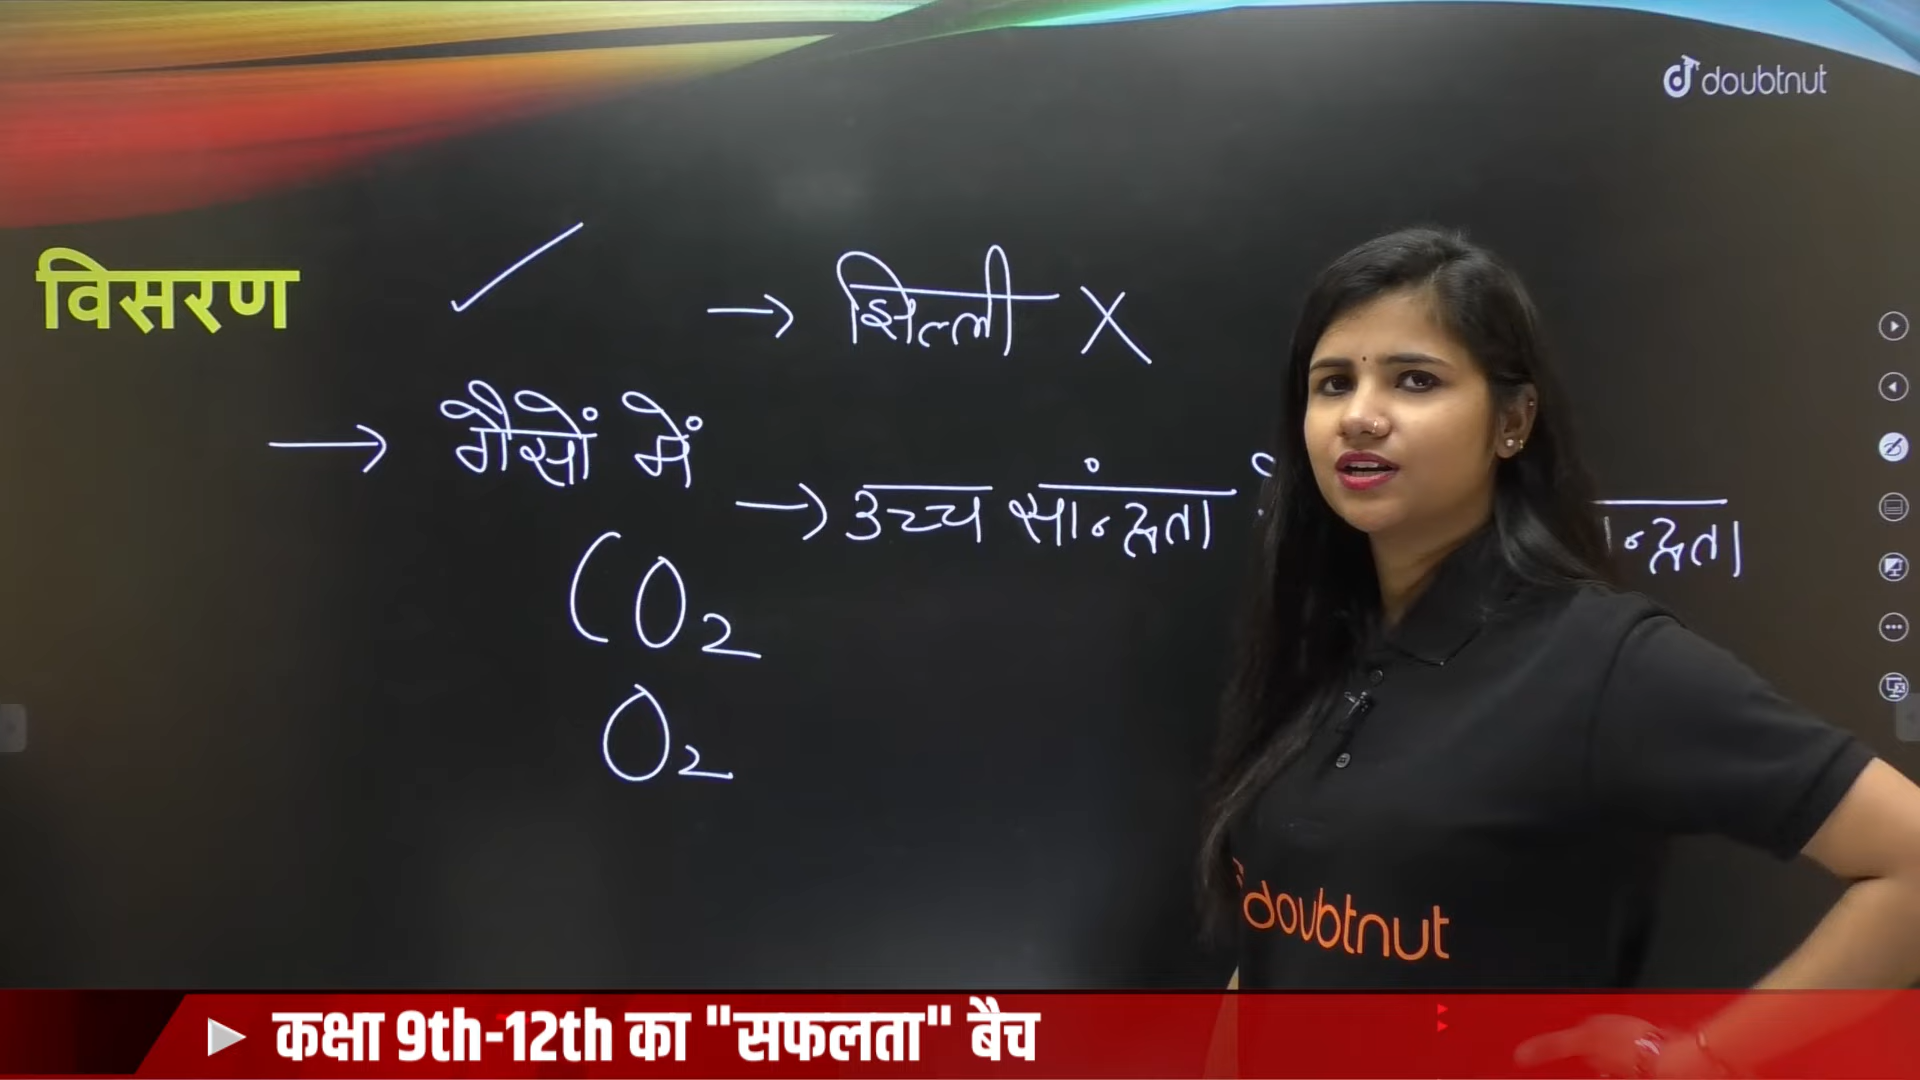 doubtnut
विसरण
→ झिल्ली X
→ गैसों में
→ उच्च सांन्द्रता न्द्रता
CO₂
O₂
doubtnut
कक्षा 9th-12th का "सफलता" बैच